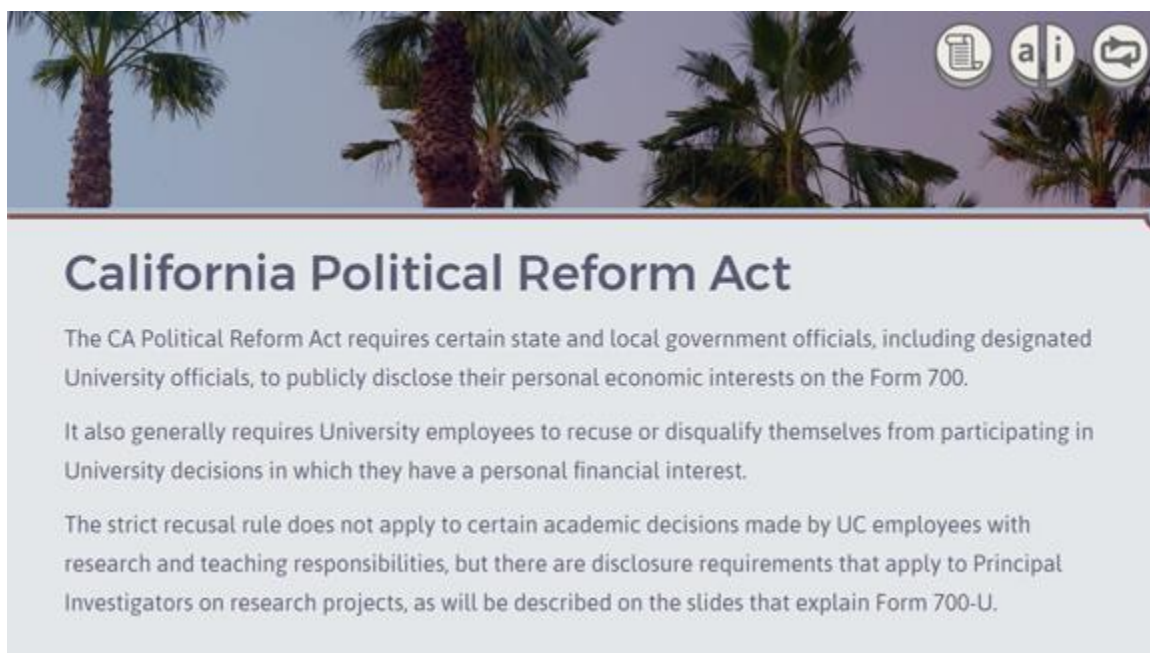 a i
California Political Reform Act
The CA Political Reform Act requires certain state and local government officials, including designated
University officials, to publicly disclose their personal economic interests on the Form 700.
It also generally requires University employees to recuse or disqualify themselves from participating in
University decisions in which they have a personal financial interest.
The strict recusal rule does not apply to certain academic decisions made by UC employees with
research and teaching responsibilities, but there are disclosure requirements that apply to Principal
Investigators on research projects, as will be described on the slides that explain Form 700-U.